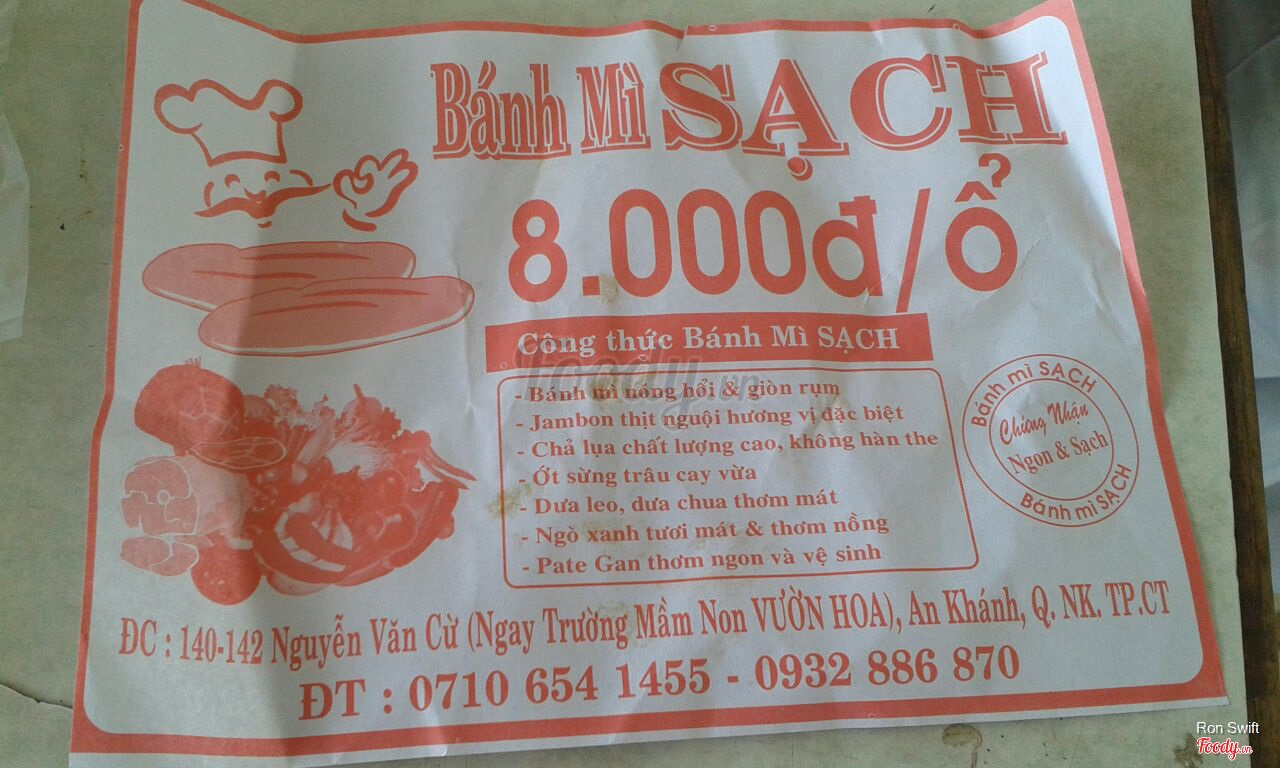 Bánh Mì SẠCH
8.000đ/Ổ
Công thức Bánh Mì SẠCH
- Bánh mì nóng hổi & giòn rụm
- Jambon thịt nguội hương vị đặc biệt
- Chả lụa chất lượng cao, không hàn the
- Ớt sừng trâu cay vừa
- Dưa leo, dưa chua thơm mát
- Ngò xanh tươi mát & thơm nồng
- Pate Gan thơm ngon và vệ sinh
Bánh mì SẠCH
Chứng Nhận
Ngon & Sạch
Bánh mì SẠCH
ĐC : 140-142 Nguyễn Văn Cừ (Ngay Trường Mầm Non VƯỜN HOA), An Khánh, Q. NK. TP.CT
ĐT : 0710 654 1455 - 0932 886 870
Foody.vn
Ron Swift
Foody.vn